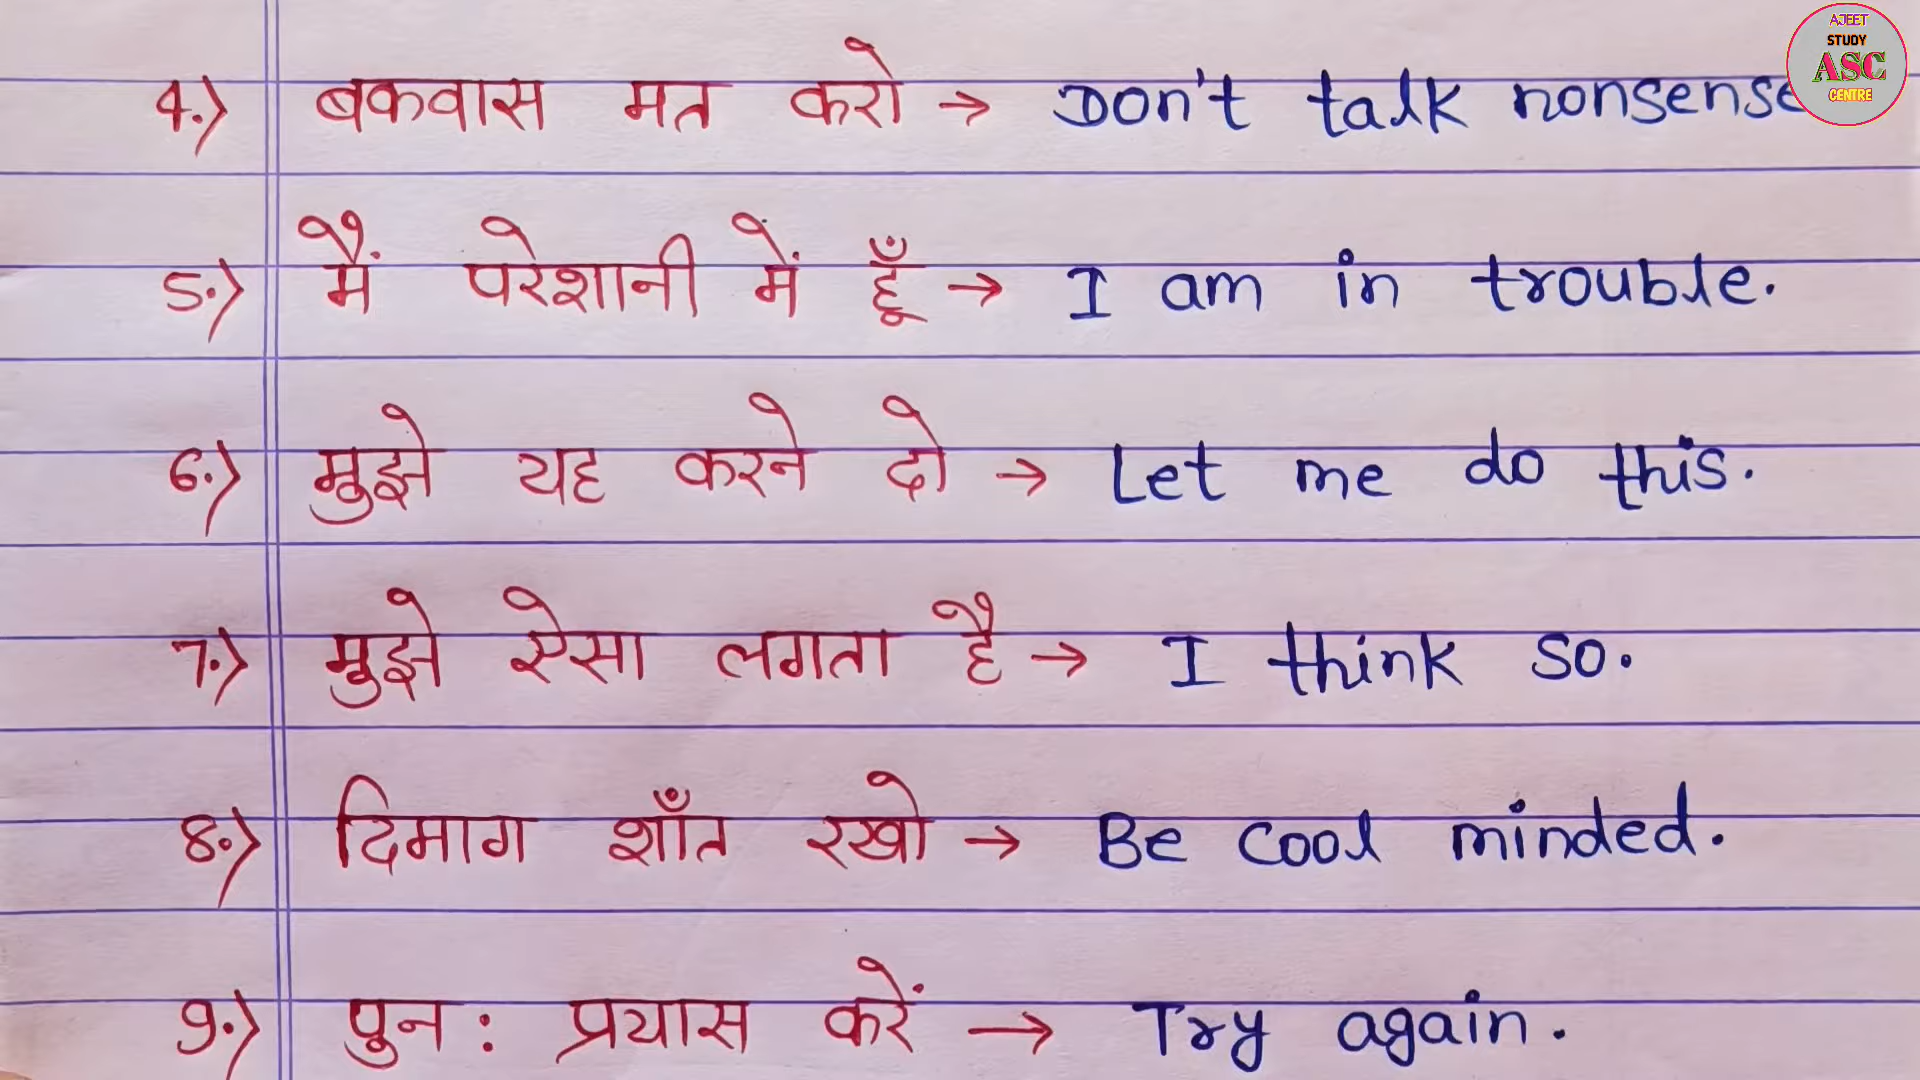 AJEET
STUDY
ASC
CENTRE
4.) बकवास मत करो → Don't talk nonsense
5.) मैं परेशानी में हूँ → I am in trouble.
6.) मुझे यह करने दो → Let me do this.
7.) मुझे ऐसा लगता है → I think so.
8.) दिमाग शाँत रखो → Be cool minded.
9.) पुन: प्रयास करें → Try again.